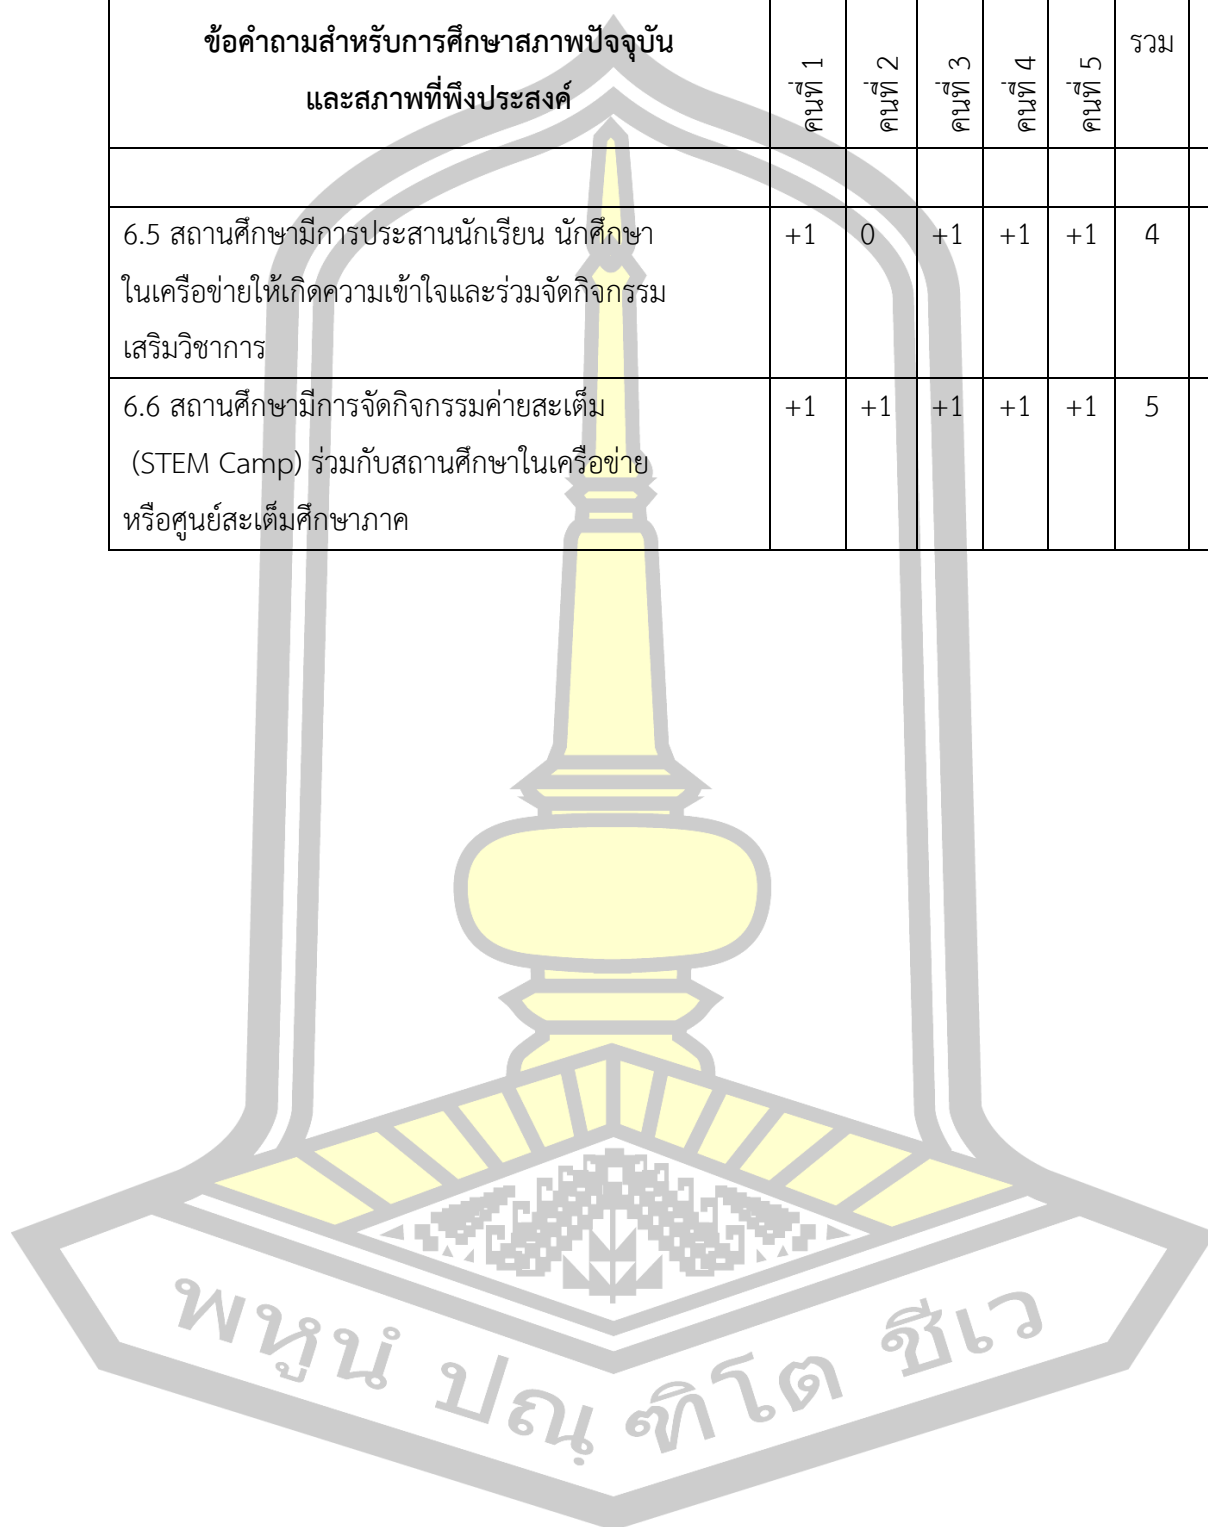 ข้อคำถามสำหรับการศึกษาสภาพปัจจุบัน
และสภาพที่พึงประสงค์
คนที่ 1
คนที่ 2
คนที่ 3
คนที่ 4
คนที่ 5
รวม
6.5 สถานศึกษามีการประสานนักเรียน นักศึกษา +1 0 +1 +1 +1 4
ในเครือข่ายให้เกิดความเข้าใจและร่วมจัดกิจกรรม
เสริมวิชาการ
6.6 สถานศึกษามีการจัดกิจกรรมค่ายสะเต็ม +1 +1 +1 +1 +1 5
(STEM Camp) ร่วมกับสถานศึกษาในเครือข่าย
หรือศูนย์สะเต็มศึกษาภาค
พหูนํ ปณฺฑิโต ชีเว